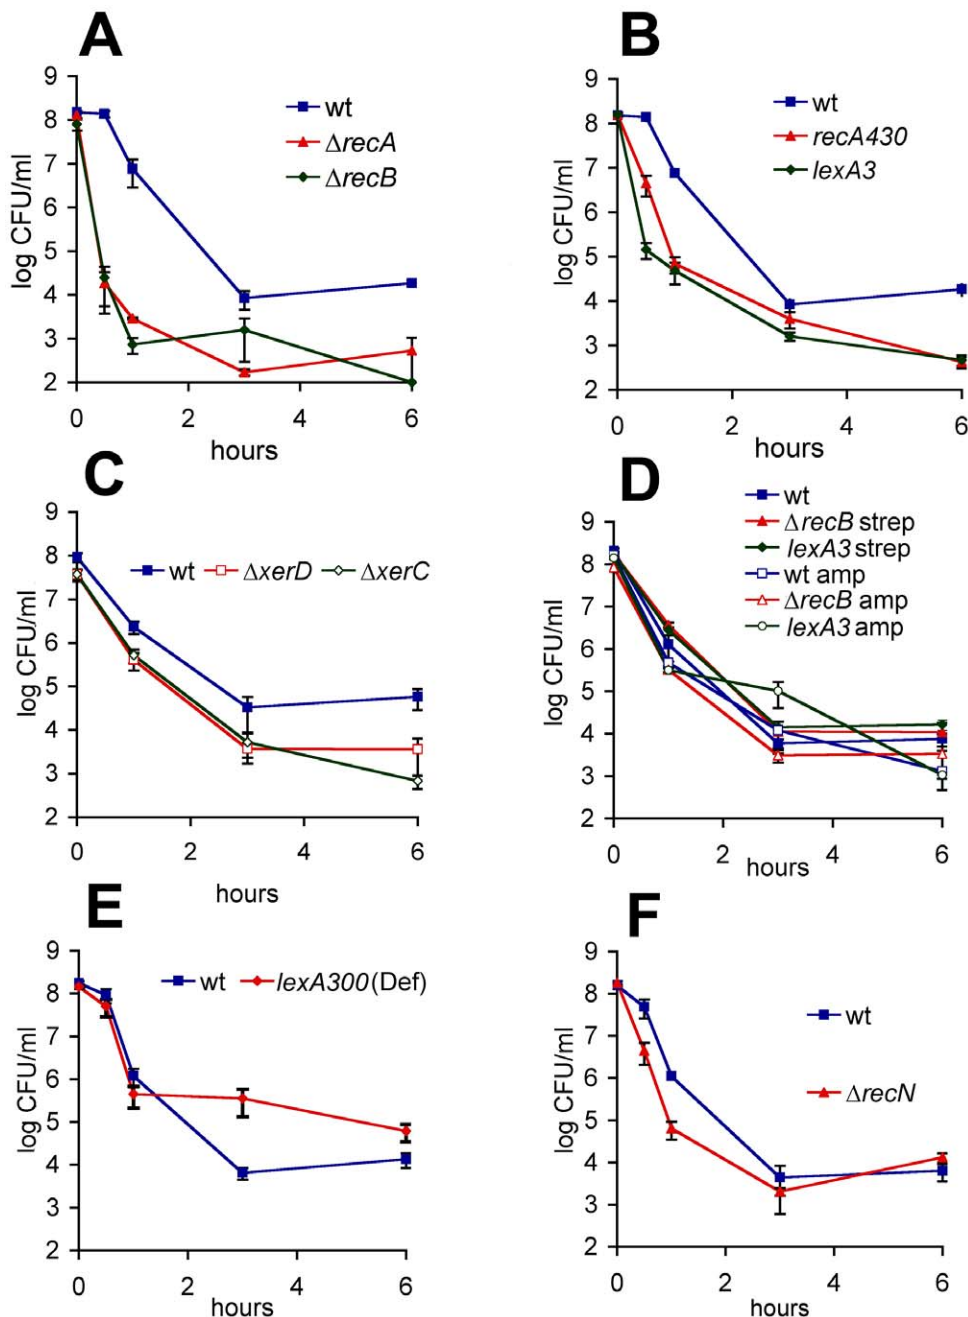 A
9
8
7
6
5
4
3
2
log CFU/ml
wt
ΔrecA
ΔrecB
0 2 4 6
hours
B
9
8
7
6
5
4
3
2
log CFU/ml
wt
recA430
lexA3
0 2 4 6
hours
C
9
8
7
6
5
4
3
2
log CFU/ml
wt ΔxerD ΔxerC
0 2 4 6
hours
D
9
8
7
6
5
4
3
2
log CFU/ml
wt
ΔrecB strep
lexA3 strep
wt amp
ΔrecB amp
lexA3 amp
0 2 4 6
hours
E
9
8
7
6
5
4
3
2
log CFU/ml
wt lexA300(Def)
0 2 4 6
hours
F
9
8
7
6
5
4
3
2
log CFU/ml
wt
ΔrecN
0 2 4 6
hours